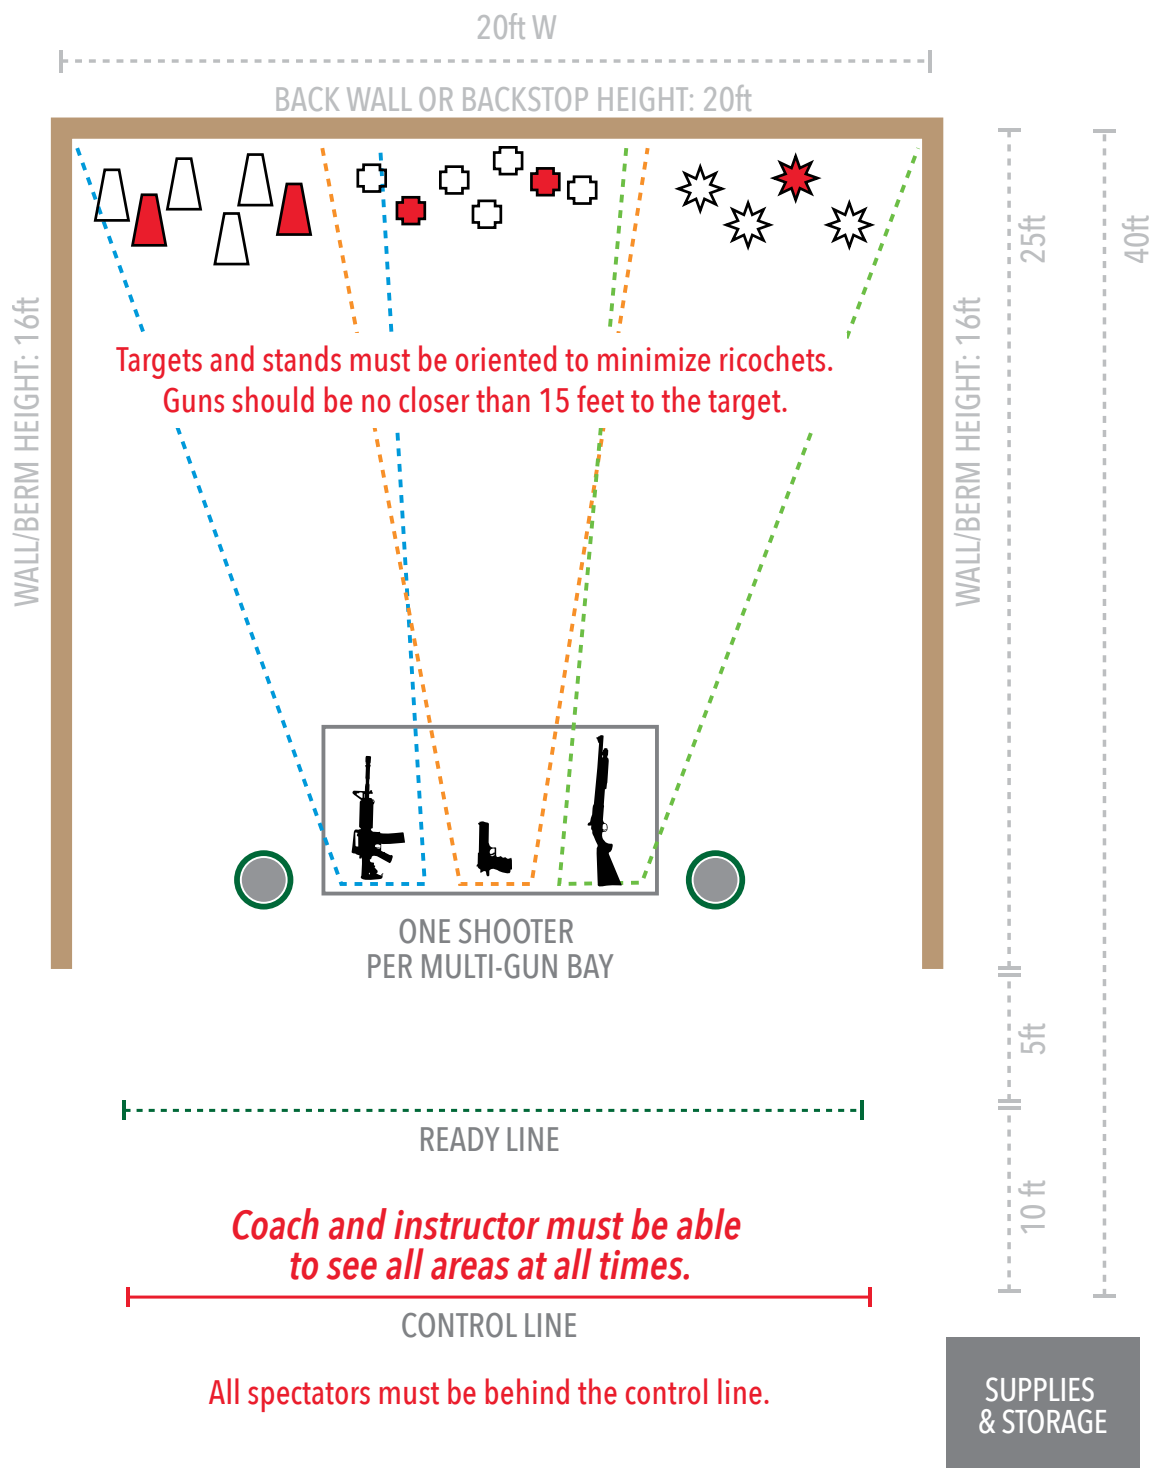 20ft W
BACK WALL OR BACKSTOP HEIGHT: 20ft
25ft
40ft
WALL/BERM HEIGHT: 16ft
WALL/BERM HEIGHT: 16ft
Targets and stands must be oriented to minimize ricochets.
Guns should be no closer than 15 feet to the target.
ONE SHOOTER
PER MULTI-GUN BAY
5ft
READY LINE
10 ft
Coach and instructor must be able
to see all areas at all times.
CONTROL LINE
All spectators must be behind the control line.
SUPPLIES
& STORAGE